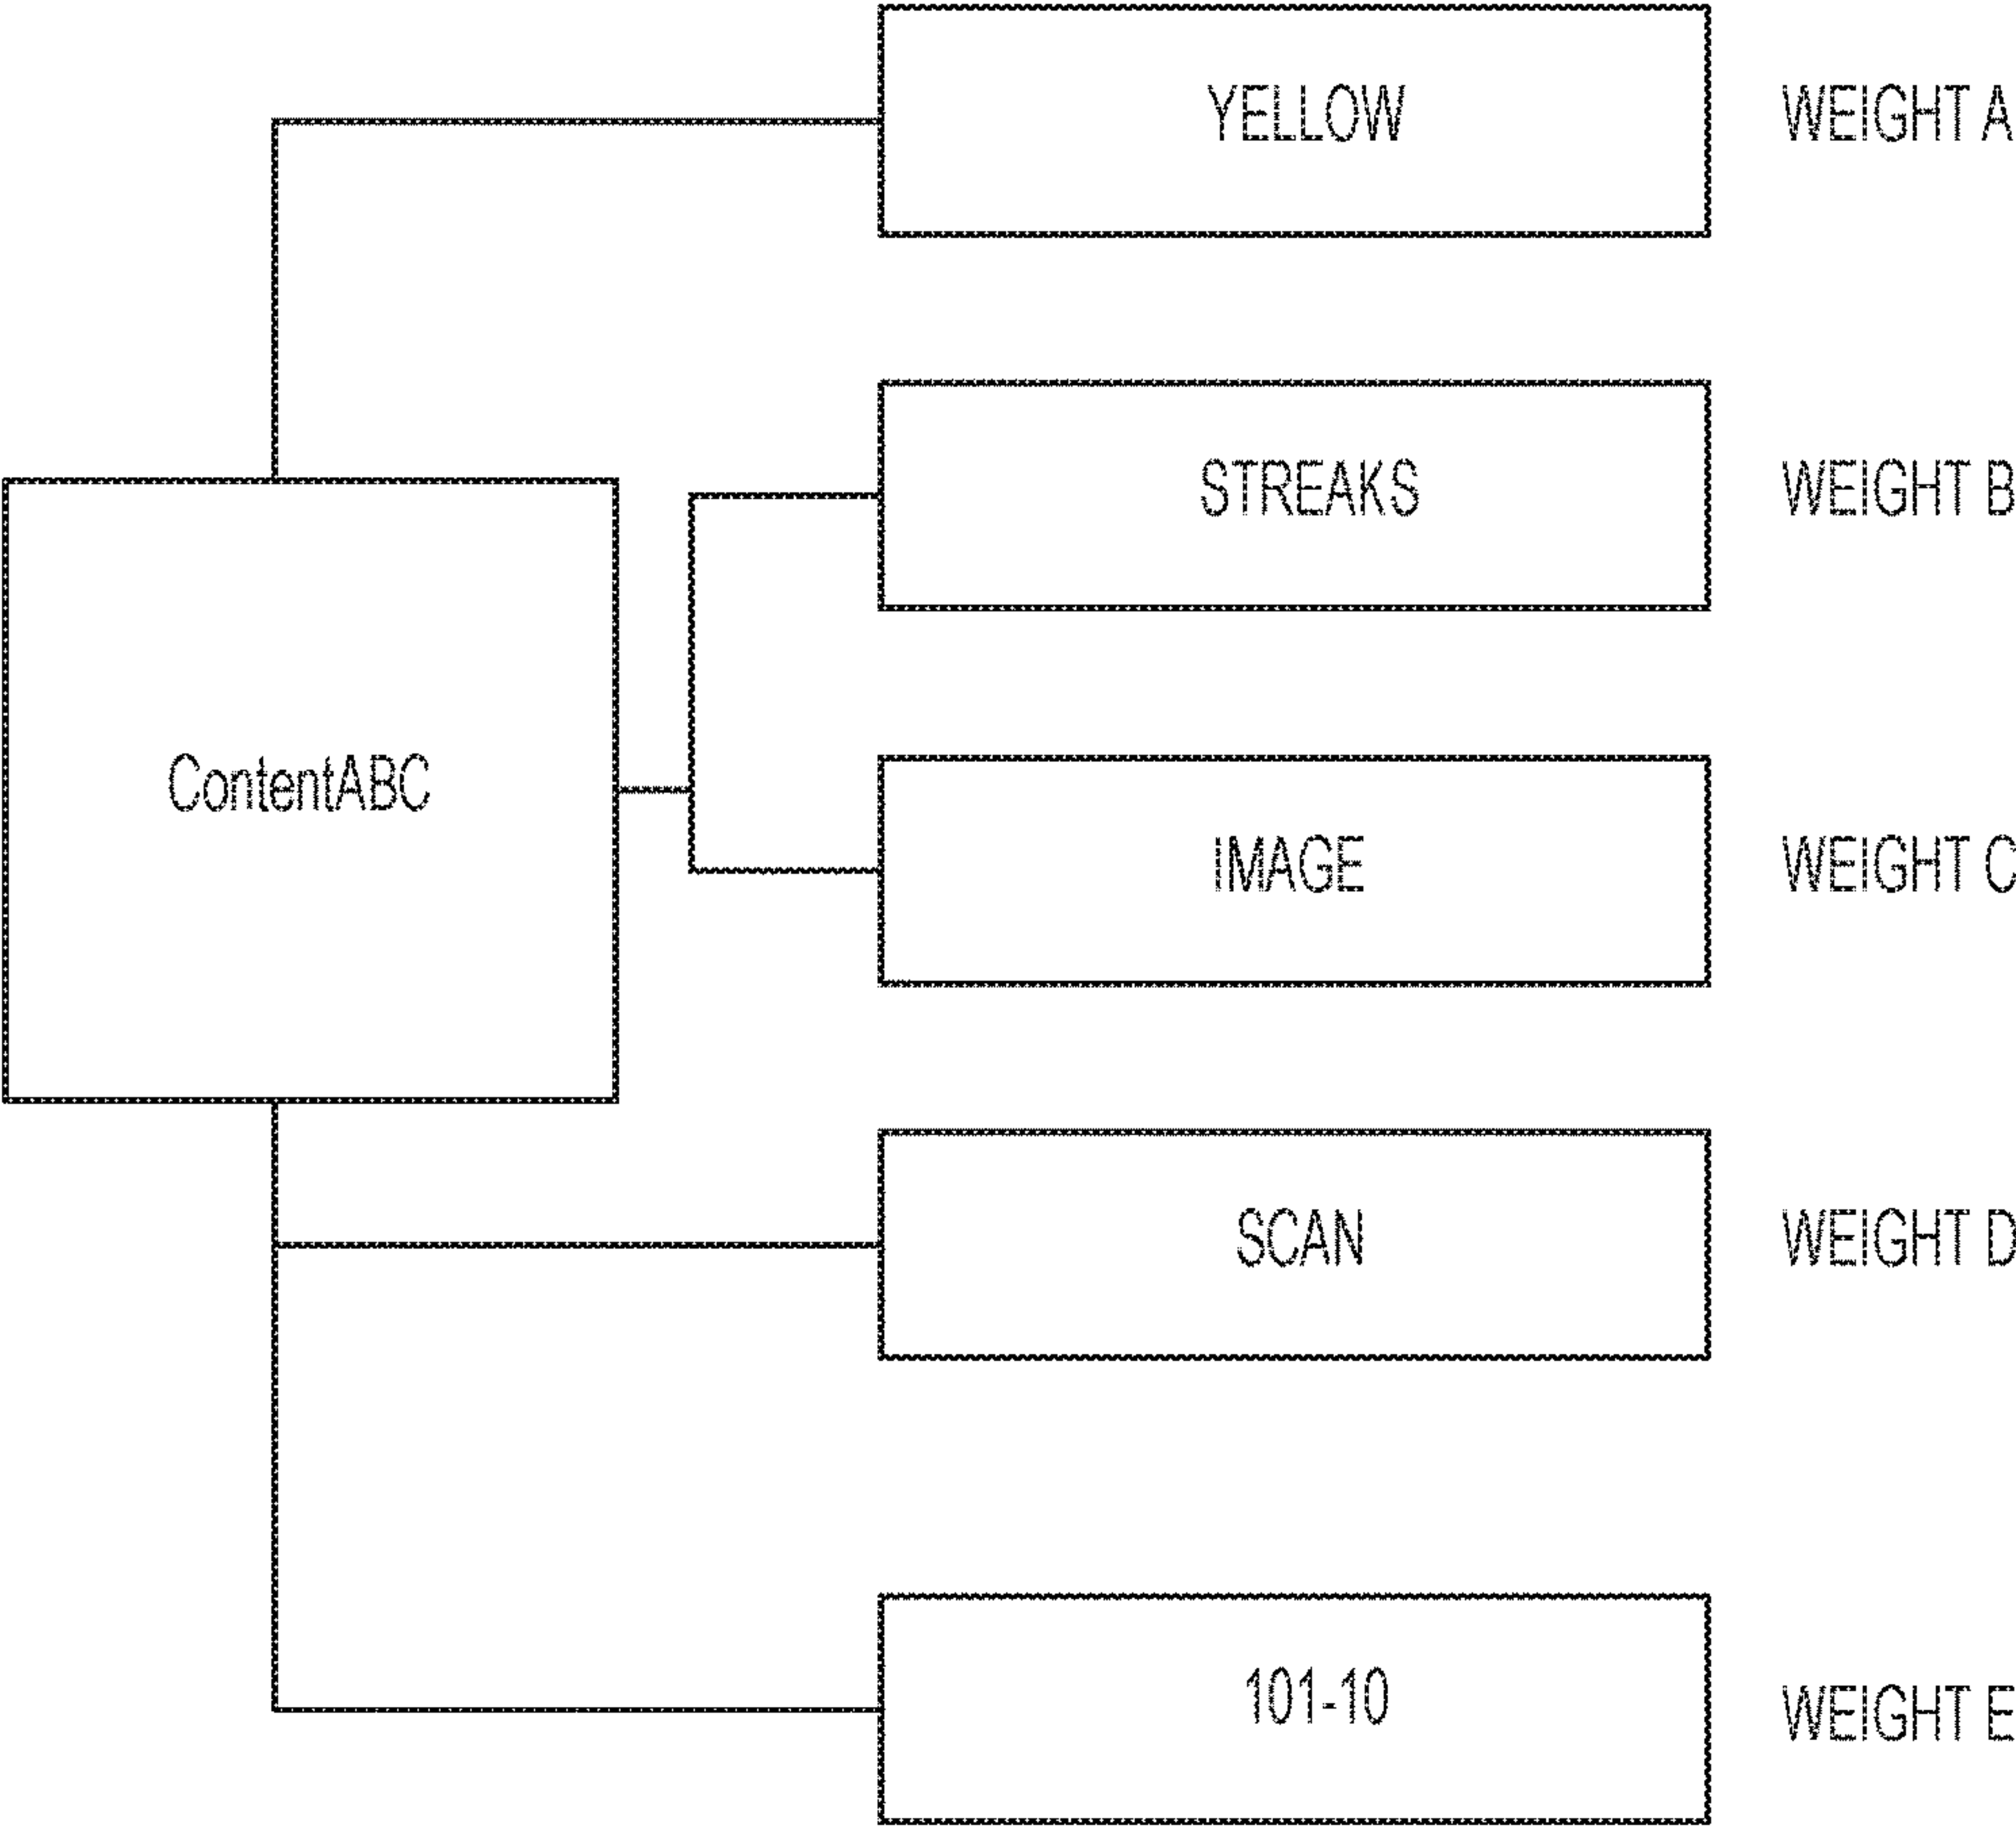 YELLOW WEIGHT A
STREAKS WEIGHT B
ContentABC
IMAGE WEIGHT C
SCAN WEIGHT D
101-10 WEIGHT E